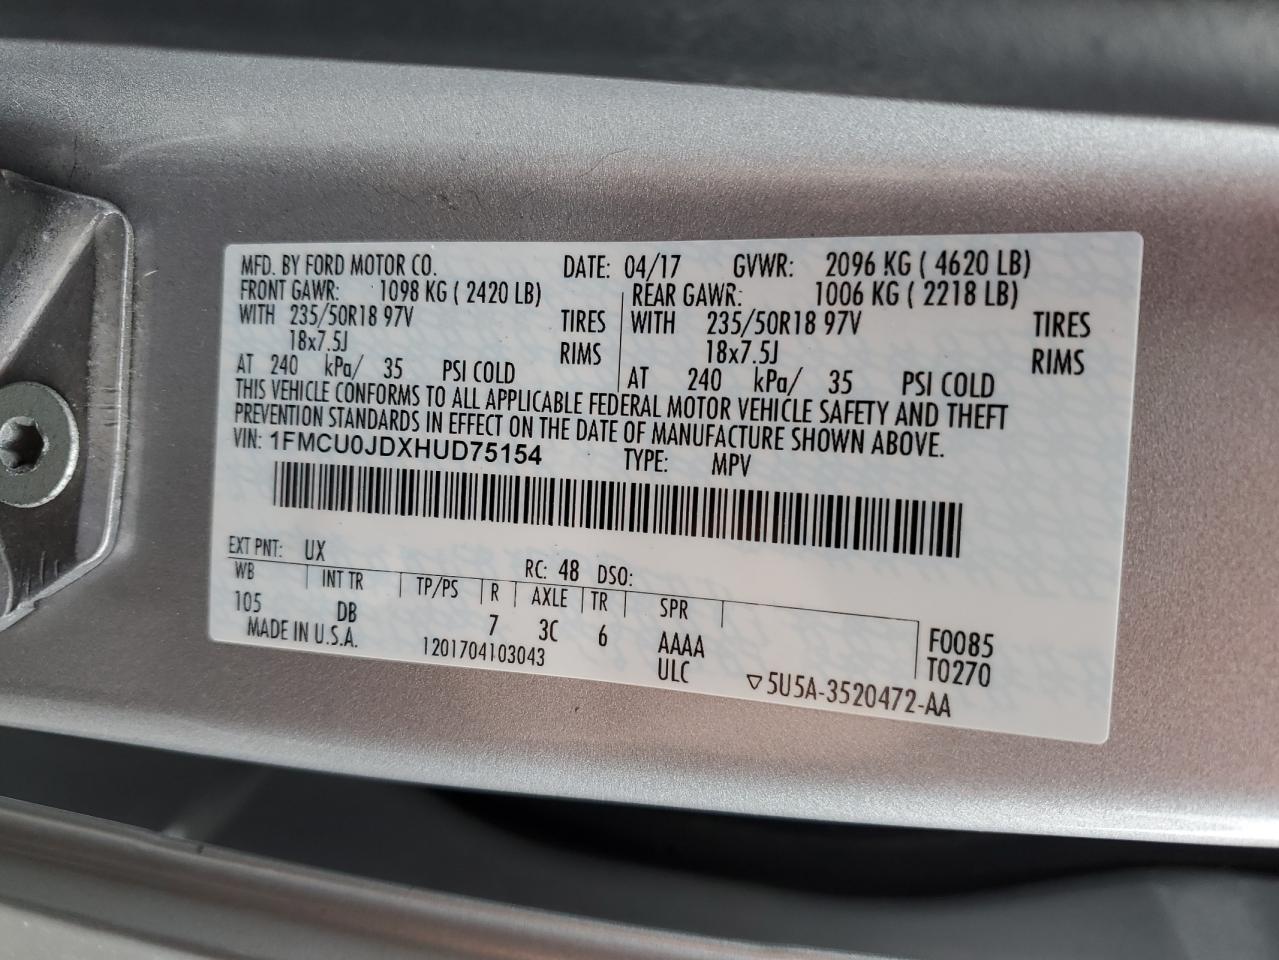 MFD. BY FORD MOTOR CO. DATE: 04/17 GVWR: 2096 KG ( 4620 LB)
FRONT GAWR: 1098 KG ( 2420 LB) REAR GAWR: 1006 KG ( 2218 LB)
WITH 235/50R18 97V TIRES WITH 235/50R18 97V TIRES
18x7.5J RIMS 18x7.5J RIMS
AT 240 kPa/ 35 PSI COLD AT 240 kPa/ 35 PSI COLD
THIS VEHICLE CONFORMS TO ALL APPLICABLE FEDERAL MOTOR VEHICLE SAFETY AND THEFT
PREVENTION STANDARDS IN EFFECT ON THE DATE OF MANUFACTURE SHOWN ABOVE.
VIN: 1FMCU0JDXHUD75154 TYPE: MPV
EXT PNT: UX RC: 48 DSO:
WB INT TR TP/PS R AXLE TR SPR
105 DB 7 3C 6 AAAA F0085
MADE IN U.S.A. 1201704103043 ULC T0270
▽5U5A-3520472-AA